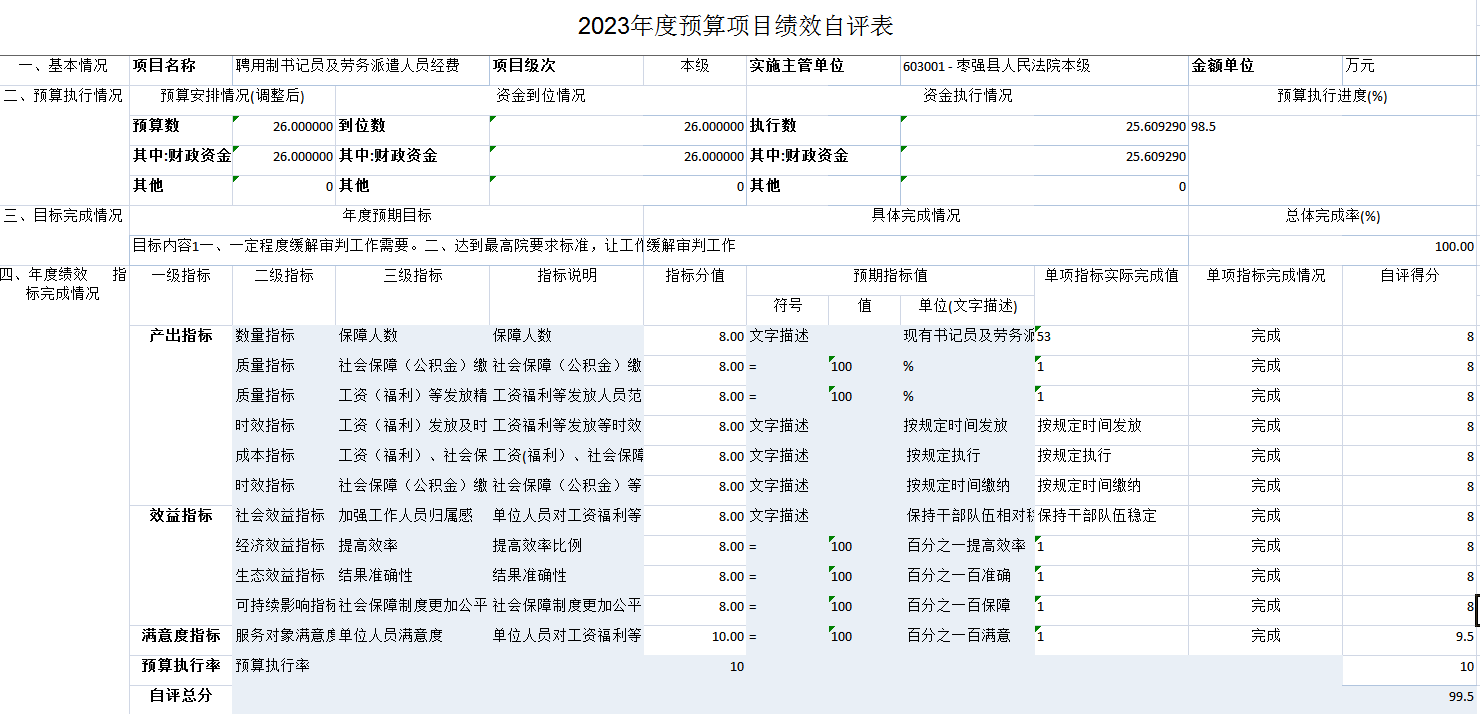 2023年度预算项目绩效自评表
一、基本情况 项目名称 聘用制书记员及劳务派遣人员经费 项目级次 本级 实施主管单位 603001 - 枣强县人民法院本级 金额单位 万元
二、预算执行情况 预算安排情况(调整后) 资金到位情况 资金执行情况 预算执行进度(%)
预算数 26.000000 到位数 26.000000 执行数 25.609290 98.5
其中:财政资金 26.000000 其中:财政资金 26.000000 其中:财政资金 25.609290
其他 0 其他 0 其他 0
三、目标完成情况 年度预期目标 具体完成情况 总体完成率(%)
目标内容1一、一定程度缓解审判工作需要。二、达到最高院要求标准，让工作 缓解审判工作 100.00
四、年度绩效 指 一级指标 二级指标 三级指标 指标说明 指标分值 预期指标值 单项指标实际完成值 单项指标完成情况 自评得分
标完成情况
符号 值 单位(文字描述)
产出指标 数量指标 保障人数 保障人数 8.00 文字描述 现有书记员及劳务派 53 完成 8
质量指标 社会保障（公积金）缴 社会保障（公积金）缴 8.00 = 100 % 1 完成 8
质量指标 工资（福利）等发放精 工资福利等发放人员范 8.00 = 100 % 1 完成 8
时效指标 工资（福利）发放及时 工资福利等发放等时效 8.00 文字描述 按规定时间发放 按规定时间发放 完成 8
成本指标 工资（福利）、社会保 工资(福利）、社会保障 8.00 文字描述 按规定执行 按规定执行 完成 8
时效指标 社会保障（公积金）缴 社会保障（公积金）等 8.00 文字描述 按规定时间缴纳 按规定时间缴纳 完成 8
效益指标 社会效益指标 加强工作人员归属感 单位人员对工资福利等 8.00 文字描述 保持干部队伍相对稳 保持干部队伍稳定 完成 8
经济效益指标 提高效率 提高效率比例 8.00 = 100 百分之一提高效率 1 完成 8
生态效益指标 结果准确性 结果准确性 8.00 = 100 百分之一百准确 1 完成 8
可持续影响指标 社会保障制度更加公平 社会保障制度更加公平 8.00 = 100 百分之一百保障 1 完成 8
满意度指标 服务对象满意度 单位人员满意度 单位人员对工资福利等 10.00 = 100 百分之一百满意 1 完成 9.5
预算执行率 预算执行率 10 10
自评总分 99.5